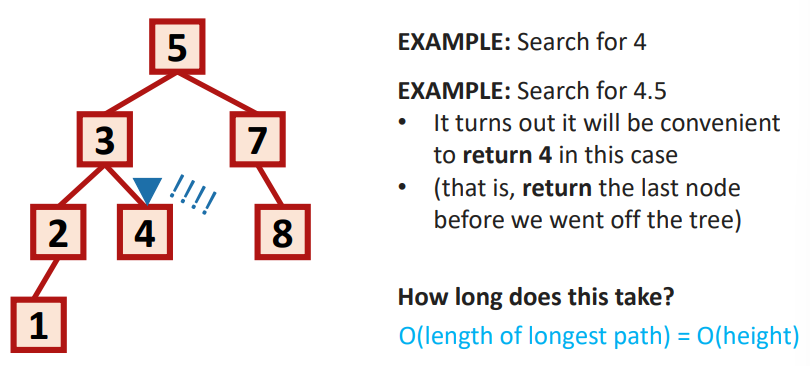 5
3
7
2
4
!!!!
8
1
EXAMPLE: Search for 4
EXAMPLE: Search for 4.5
• It turns out it will be convenient
to return 4 in this case
• (that is, return the last node
before we went off the tree)
How long does this take?
O(length of longest path) = O(height)